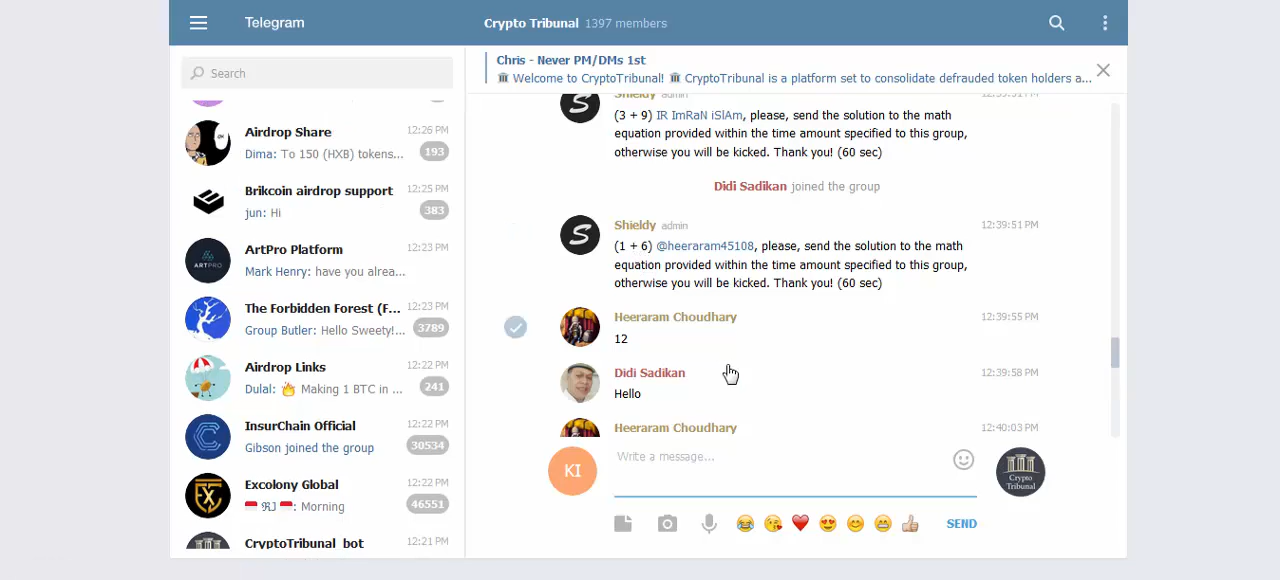 Telegram
Crypto Tribunal 1397 members
Search
Airdrop Share 12:26 PM
Dima: To 150 (HXB) tokens... 193
Brikcoin airdrop support 12:25 PM
jun: Hi 383
ArtPro Platform 12:23 PM
Mark Henry: have you alrea...
The Forbidden Forest (F... 12:23 PM
Group Butler: Hello Sweety!... 3789
Airdrop Links 12:22 PM
Dulal: 🔥 Making 1 BTC in ... 241
InsurChain Official 12:22 PM
Gibson joined the group 30534
Excolony Global 12:22 PM
🇮🇩 ℜJ 🇮🇩: Morning 46551
CryptoTribunal_bot 12:21 PM
Chris - Never PM/DMs 1st
🏛 Welcome to CryptoTribunal! 🏛 CryptoTribunal is a platform set to consolidate defrauded token holders a...
Shieldy admin 12:39:51 PM
(3 + 9) IR ImRaN iSlAm, please, send the solution to the math
equation provided within the time amount specified to this group,
otherwise you will be kicked. Thank you! (60 sec)
Didi Sadikan joined the group
Shieldy admin 12:39:51 PM
(1 + 6) @heeraram45108, please, send the solution to the math
equation provided within the time amount specified to this group,
otherwise you will be kicked. Thank you! (60 sec)
Heeraram Choudhary 12:39:55 PM
12
Didi Sadikan 12:39:58 PM
Hello
Heeraram Choudhary 12:40:03 PM
KI
Write a message...
Crypto
Tribunal
SEND